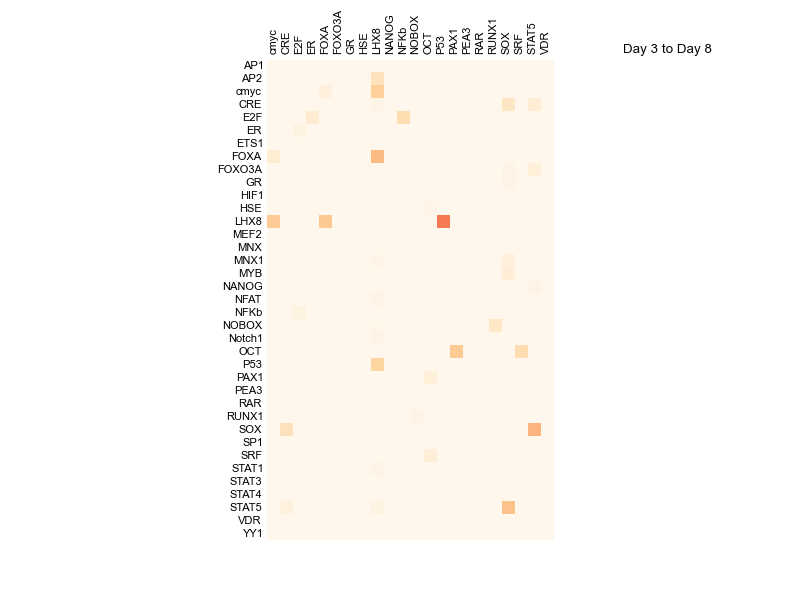 cmyc CRE E2F ER FOXA FOXO3A GR HSE LHX8 NANOG NFKb NOBOX OCT P53 PAX1 PEA3 RAR RUNX1 SOX SRF STAT5 VDR
Day 3 to Day 8
AP1
AP2
cmyc
CRE
E2F
ER
ETS1
FOXA
FOXO3A
GR
HIF1
HSE
LHX8
MEF2
MNX
MNX1
MYB
NANOG
NFAT
NFKb
NOBOX
Notch1
OCT
P53
PAX1
PEA3
RAR
RUNX1
SOX
SP1
SRF
STAT1
STAT3
STAT4
STAT5
VDR
YY1